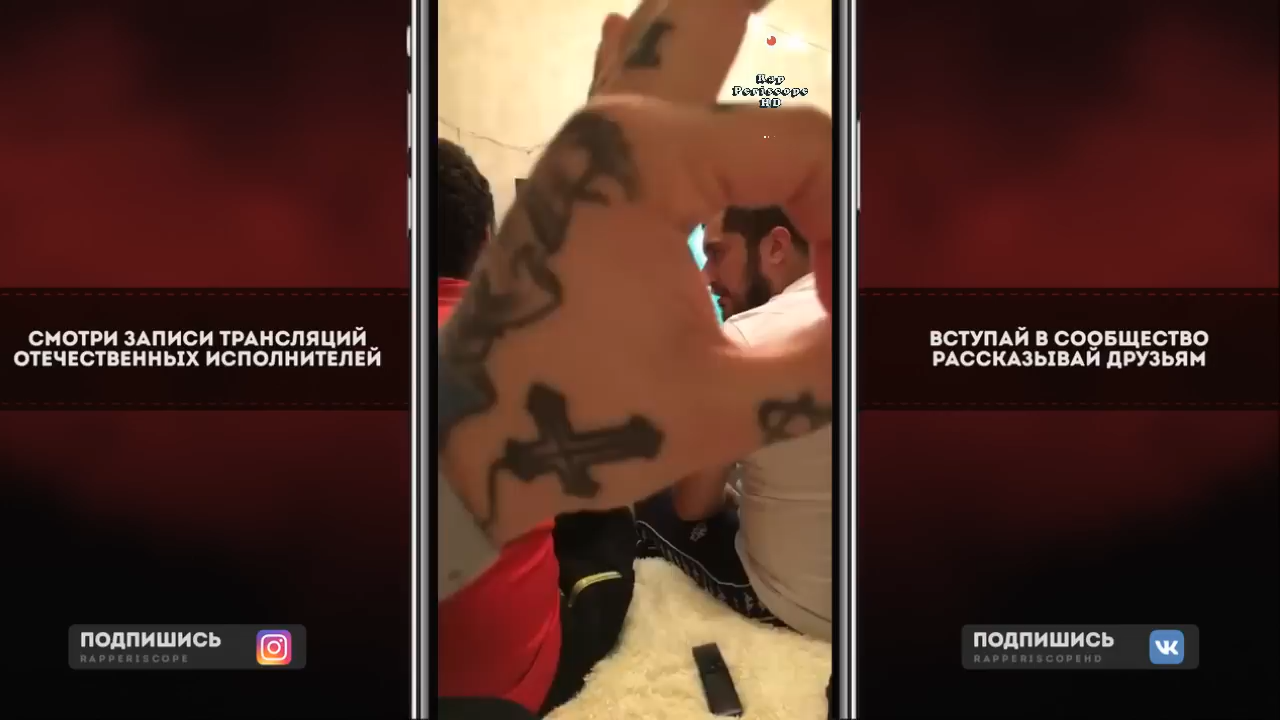 Rap
Periscope
HD
СМОТРИ ЗАПИСИ ТРАНСЛЯЦИЙ
ОТЕЧЕСТВЕННЫХ ИСПОЛНИТЕЛЕЙ
ВСТУПАЙ В СООБЩЕСТВО
РАССКАЗЫВАЙ ДРУЗЬЯМ
ПОДПИШИСЬ
RAPPERISCOPE
ПОДПИШИСЬ
RAPPERISCOPEHD